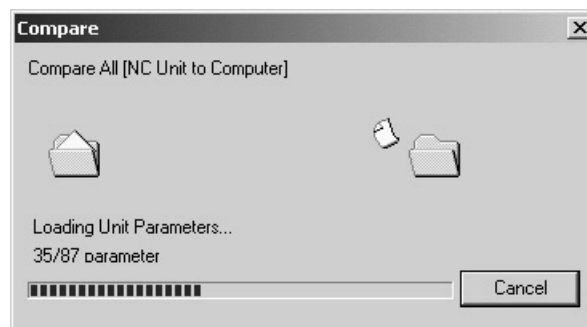 Compare
Compare All [NC Unit to Computer]
Loading Unit Parameters...
35/87 parameter
Cancel